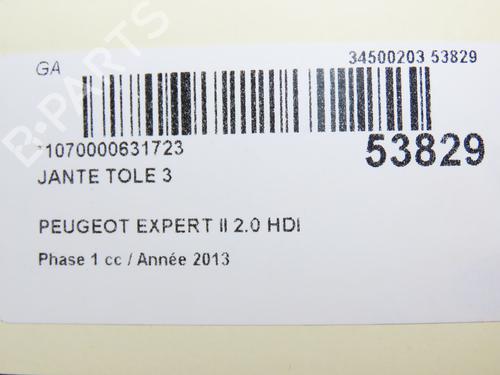 GA
34500203 53829
B-PARTS
*1070000631723
53829
JANTE TOLE 3
PEUGEOT EXPERT II 2.0 HDI
Phase 1 cc / Année 2013